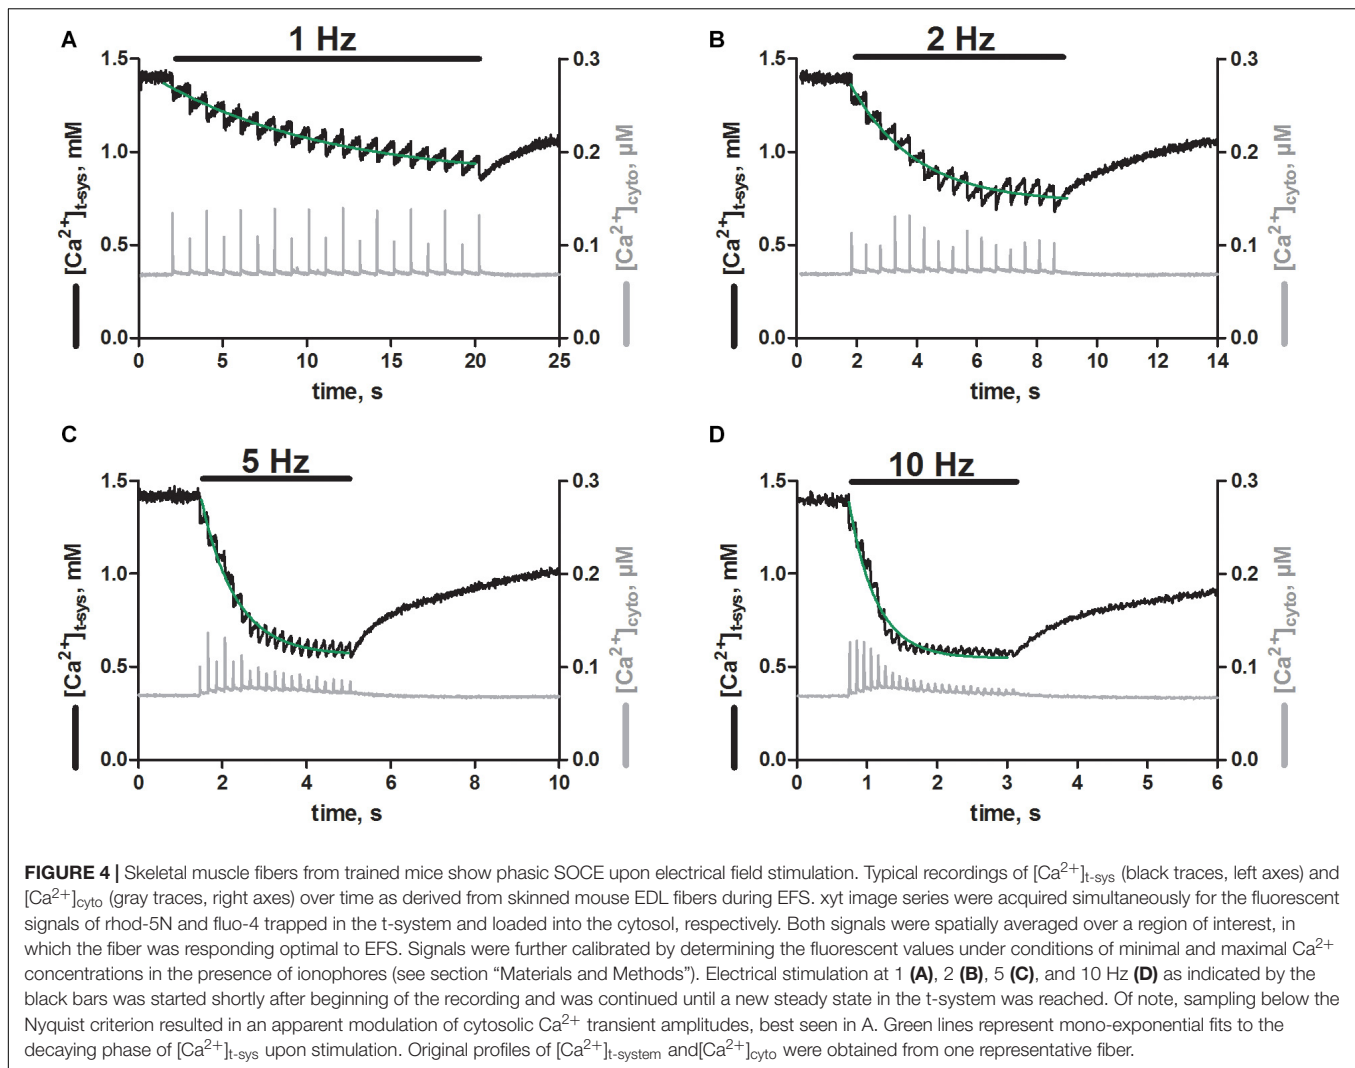 A
1 Hz
1.5
1.0
0.5
0.0
[Ca2+]t-sys, mM
0.3
0.2
0.1
0.0
[Ca2+]cyto, µM
0 5 10 15 20 25
time, s
B
2 Hz
1.5
1.0
0.5
0.0
[Ca2+]t-sys, mM
0.3
0.2
0.1
0.0
[Ca2+]cyto, µM
0 2 4 6 8 10 12 14
time, s
C
5 Hz
1.5
1.0
0.5
0.0
[Ca2+]t-sys, mM
0.3
0.2
0.1
0.0
[Ca2+]cyto, µM
0 2 4 6 8 10
time, s
D
10 Hz
1.5
1.0
0.5
0.0
[Ca2+]t-sys, mM
0.3
0.2
0.1
0.0
[Ca2+]cyto, µM
0 1 2 3 4 5 6
time, s
FIGURE 4 | Skeletal muscle fibers from trained mice show phasic SOCE upon electrical field stimulation. Typical recordings of [Ca2+]t-sys (black traces, left axes) and
[Ca2+]cyto (gray traces, right axes) over time as derived from skinned mouse EDL fibers during EFS. xyt image series were acquired simultaneously for the fluorescent
signals of rhod-5N and fluo-4 trapped in the t-system and loaded into the cytosol, respectively. Both signals were spatially averaged over a region of interest, in
which the fiber was responding optimal to EFS. Signals were further calibrated by determining the fluorescent values under conditions of minimal and maximal Ca2+
concentrations in the presence of ionophores (see section “Materials and Methods”). Electrical stimulation at 1 (A), 2 (B), 5 (C), and 10 Hz (D) as indicated by the
black bars was started shortly after beginning of the recording and was continued until a new steady state in the t-system was reached. Of note, sampling below the
Nyquist criterion resulted in an apparent modulation of cytosolic Ca2+ transient amplitudes, best seen in A. Green lines represent mono-exponential fits to the
decaying phase of [Ca2+]t-sys upon stimulation. Original profiles of [Ca2+]t-system and[Ca2+]cyto were obtained from one representative fiber.